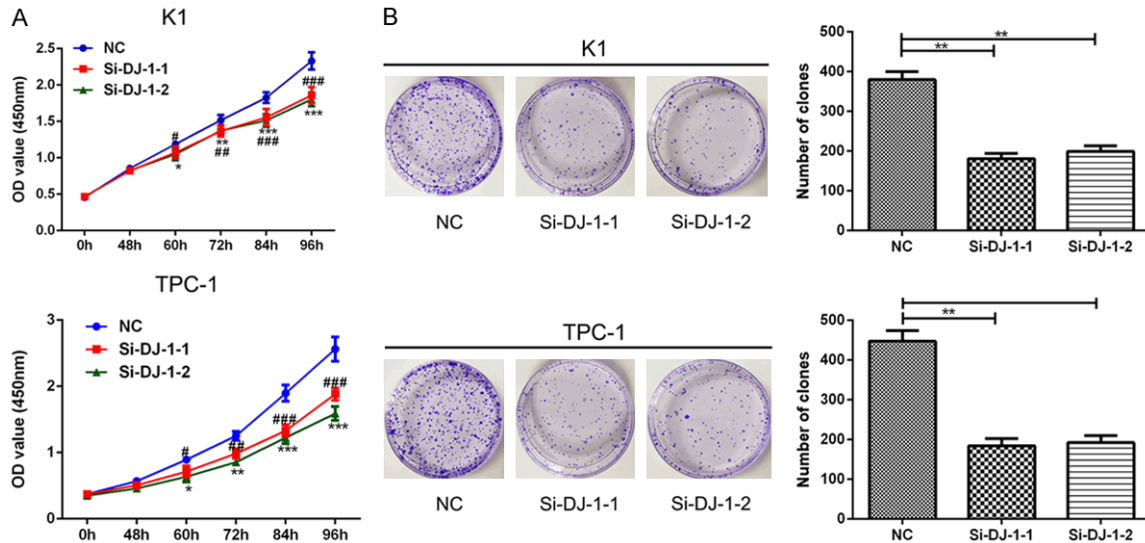 A
K1
OD value (450nm)
2.5
2.0
1.5
1.0
0.5
0.0
NC
Si-DJ-1-1
Si-DJ-1-2
#
*
**
##
***
###
###
***
0h
48h
60h
72h
84h
96h
TPC-1
OD value (450nm)
3
2
1
0
NC
Si-DJ-1-1
Si-DJ-1-2
#
*
##
**
###
***
###
***
0h
48h
60h
72h
84h
96h
B
K1
NC
Si-DJ-1-1
Si-DJ-1-2
Number of clones
500
400
300
200
100
0
**
**
NC
Si-DJ-1-1
Si-DJ-1-2
TPC-1
NC
Si-DJ-1-1
Si-DJ-1-2
Number of clones
500
400
300
200
100
0
**
NC
Si-DJ-1-1
Si-DJ-1-2